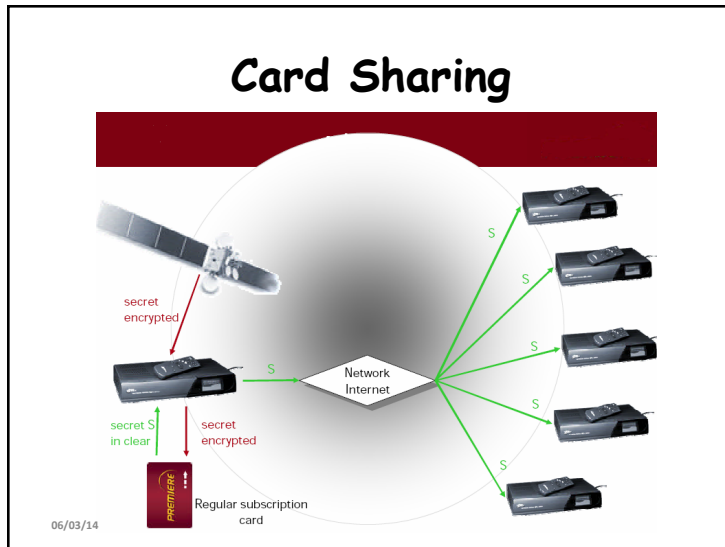 Card Sharing
S
secret
encrypted
S
S
S
Network
Internet
S
secret S
in clear
secret
encrypted
S
PREMIERE
Regular subscription
card
06/03/14